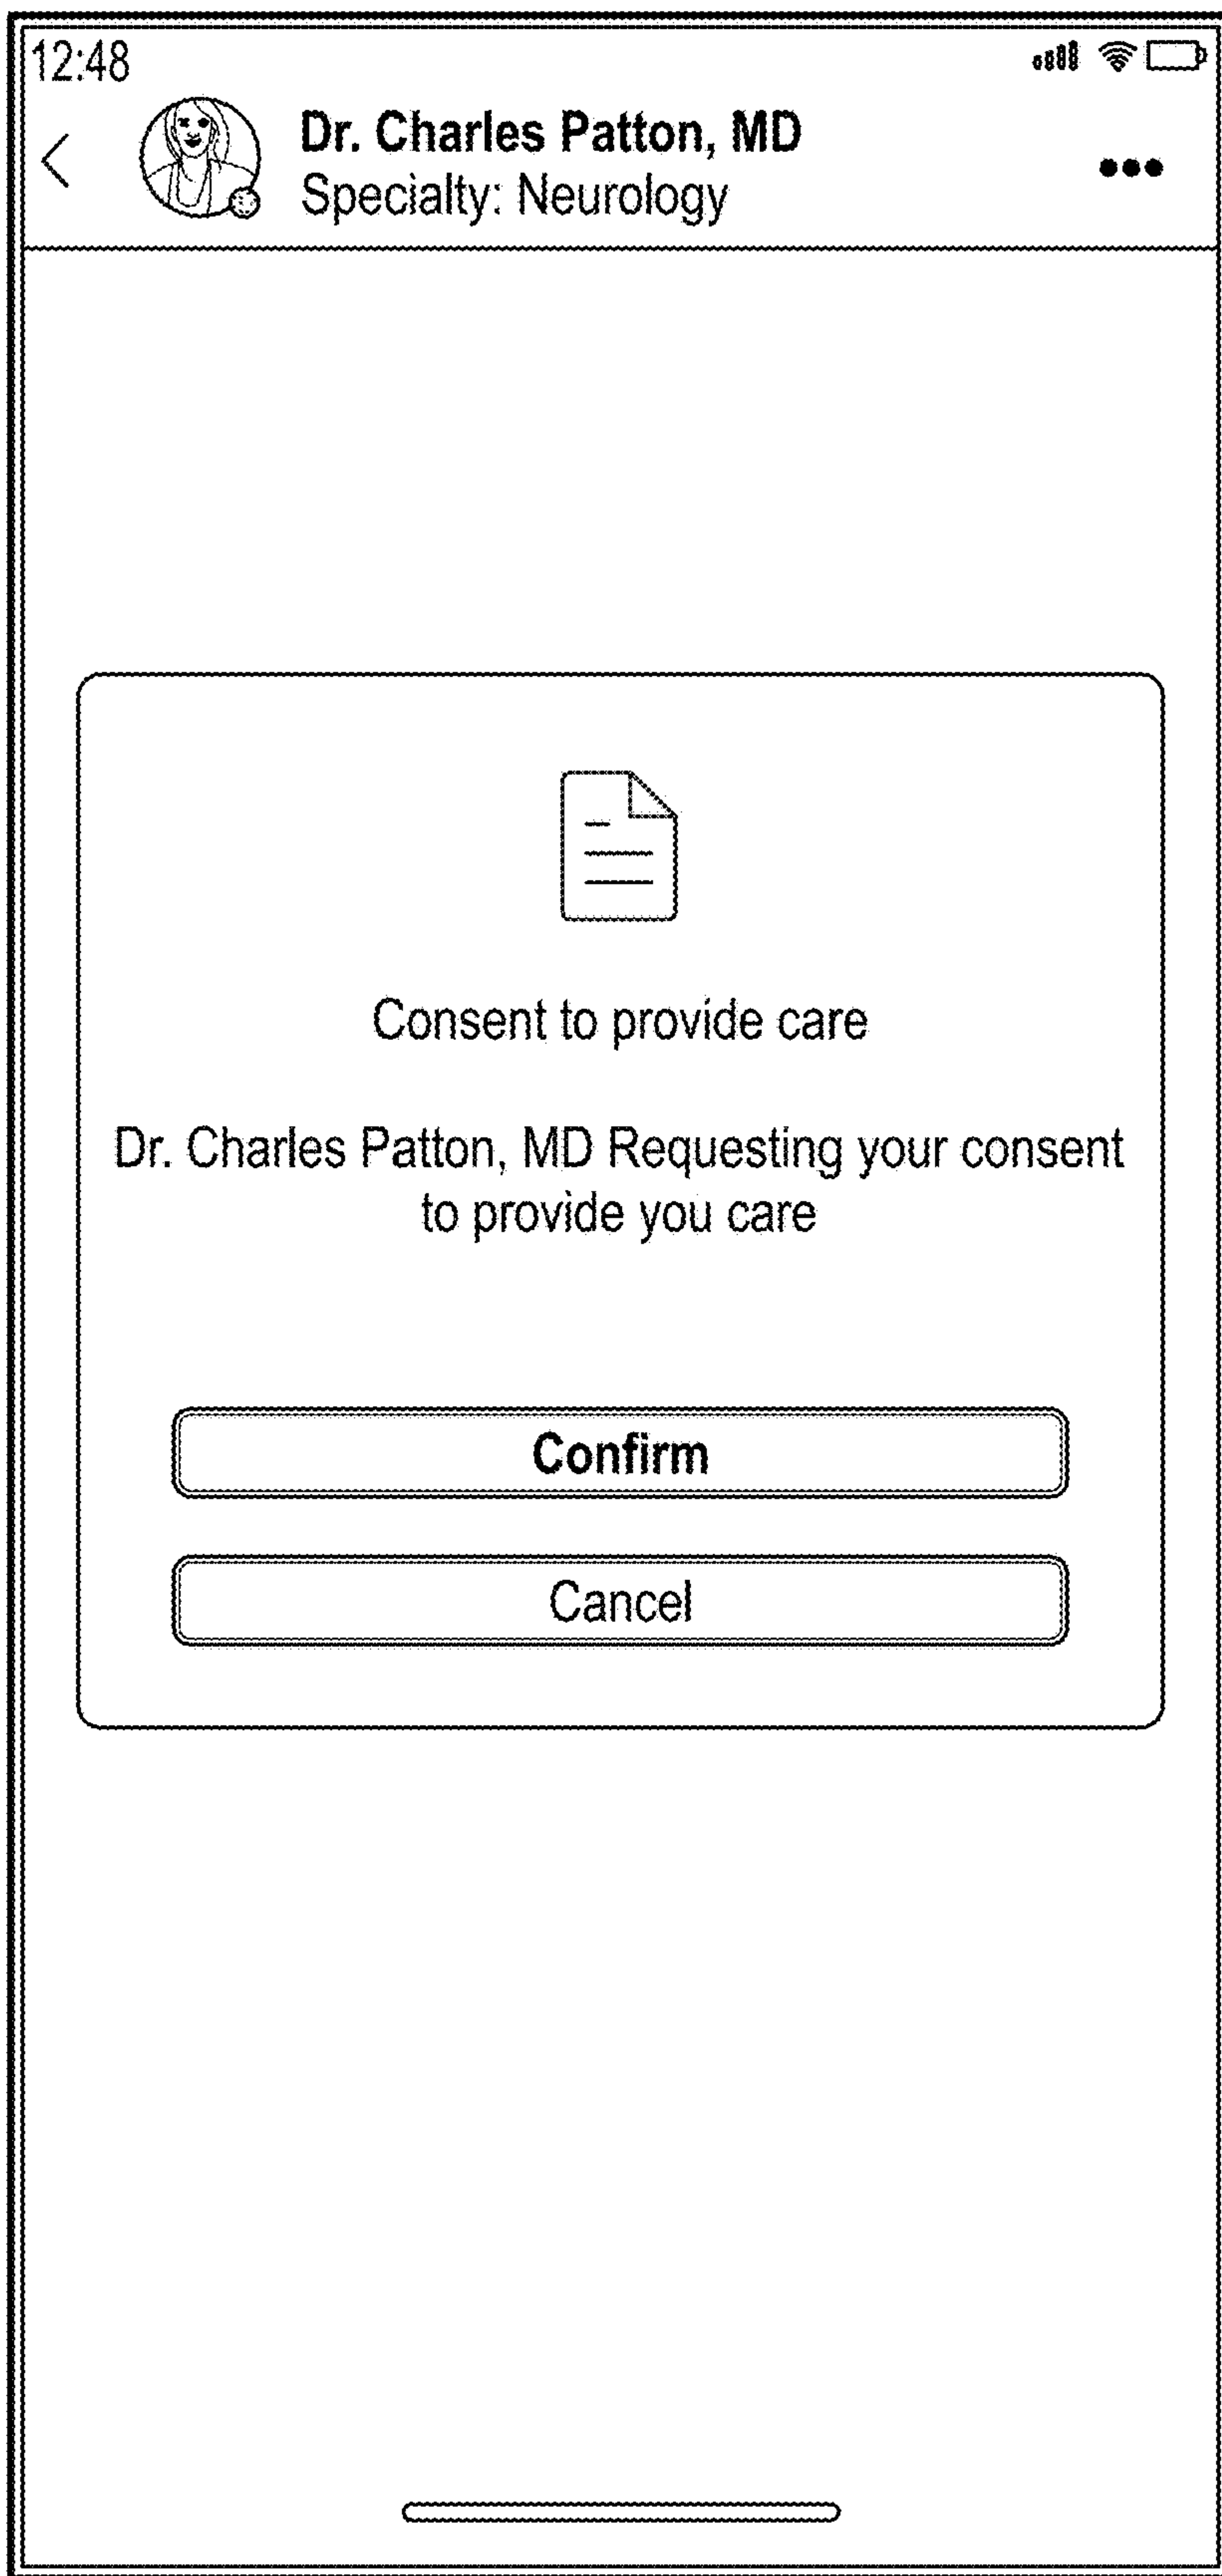 12:48
Dr. Charles Patton, MD
Specialty: Neurology
Consent to provide care
Dr. Charles Patton, MD Requesting your consent
to provide you care
Confirm
Cancel